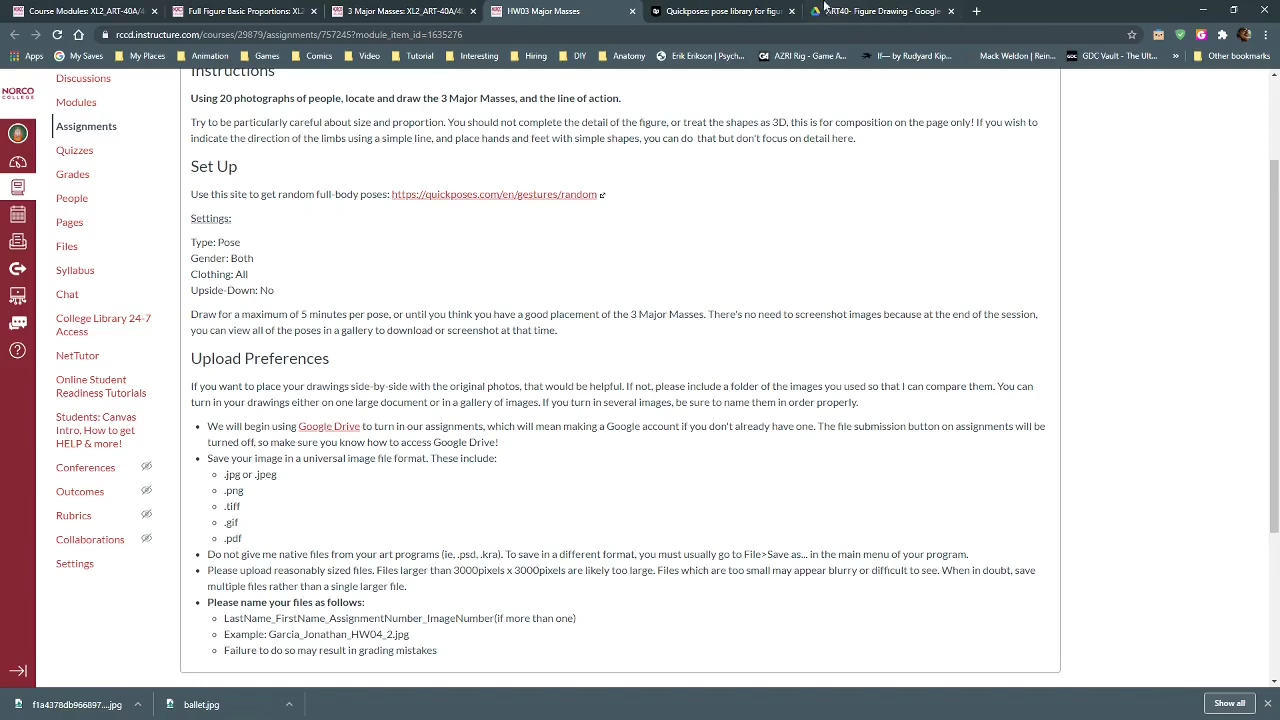 Course Modules: XL2_ART-40A/4
Full Figure Basic Proportions: XL2
3 Major Masses: XL2_ART-40A/40
HW03 Major Masses
Quickposes: pose library for figur
ART40- Figure Drawing - Google
rccd.instructure.com/courses/29879/assignments/757245?module_item_id=1635276
Apps
My Saves
My Places
Animation
Games
Comics
Video
Tutorial
Interesting
Hiring
DIY
Anatomy
Erik Erikson | Psych...
AZRI Rig - Game A...
If— by Rudyard Kip...
Mack Weldon | Rein...
GDC Vault - The Ult...
»
Other bookmarks
NORCO
COLLEGE
Discussions
Modules
Assignments
Quizzes
Grades
People
Pages
Files
Syllabus
Chat
College Library 24-7
Access
NetTutor
Online Student
Readiness Tutorials
Students: Canvas
Intro, How to get
HELP & more!
Conferences
Outcomes
Rubrics
Collaborations
Settings
Instructions
Using 20 photographs of people, locate and draw the 3 Major Masses, and the line of action.
Try to be particularly careful about size and proportion. You should not complete the detail of the figure, or treat the shapes as 3D, this is for composition on the page only! If you wish to
indicate the direction of the limbs using a simple line, and place hands and feet with simple shapes, you can do that but don't focus on detail here.
Set Up
Use this site to get random full-body poses: https://quickposes.com/en/gestures/random
Settings:
Type: Pose
Gender: Both
Clothing: All
Upside-Down: No
Draw for a maximum of 5 minutes per pose, or until you think you have a good placement of the 3 Major Masses. There's no need to screenshot images because at the end of the session,
you can view all of the poses in a gallery to download or screenshot at that time.
Upload Preferences
If you want to place your drawings side-by-side with the original photos, that would be helpful. If not, please include a folder of the images you used so that I can compare them. You can
turn in your drawings either on one large document or in a gallery of images. If you turn in several images, be sure to name them in order properly.
• We will begin using Google Drive to turn in our assignments, which will mean making a Google account if you don't already have one. The file submission button on assignments will be
turned off, so make sure you know how to access Google Drive!
• Save your image in a universal image file format. These include:
◦ .jpg or .jpeg
◦ .png
◦ .tiff
◦ .gif
◦ .pdf
• Do not give me native files from your art programs (ie, .psd, .kra). To save in a different format, you must usually go to File>Save as... in the main menu of your program.
• Please upload reasonably sized files. Files larger than 3000pixels x 3000pixels are likely too large. Files which are too small may appear blurry or difficult to see. When in doubt, save
multiple files rather than a single larger file.
• Please name your files as follows:
◦ LastName_FirstName_AssignmentNumber_ImageNumber(if more than one)
◦ Example: Garcia_Jonathan_HW04_2.jpg
◦ Failure to do so may result in grading mistakes
f1a4378db966897....jpg
ballet.jpg
Show all